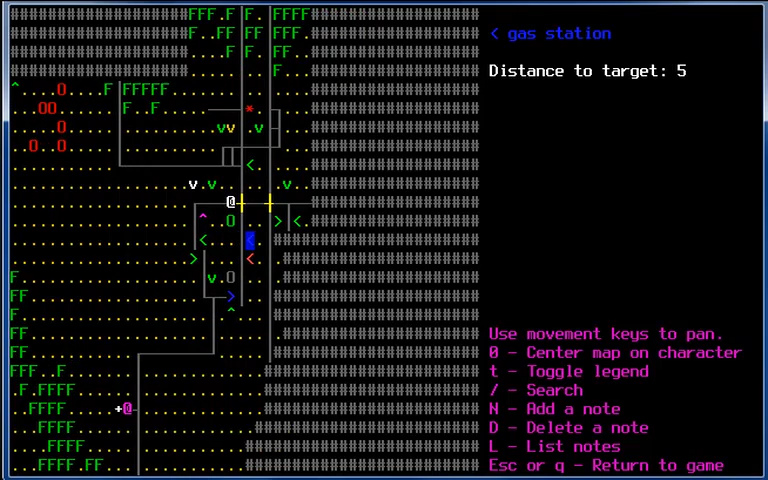 < gas station
Distance to target: 5
Use movement keys to pan.
0 - Center map on character
t - Toggle legend
/ - Search
N - Add a note
D - Delete a note
L - List notes
Esc or q - Return to game